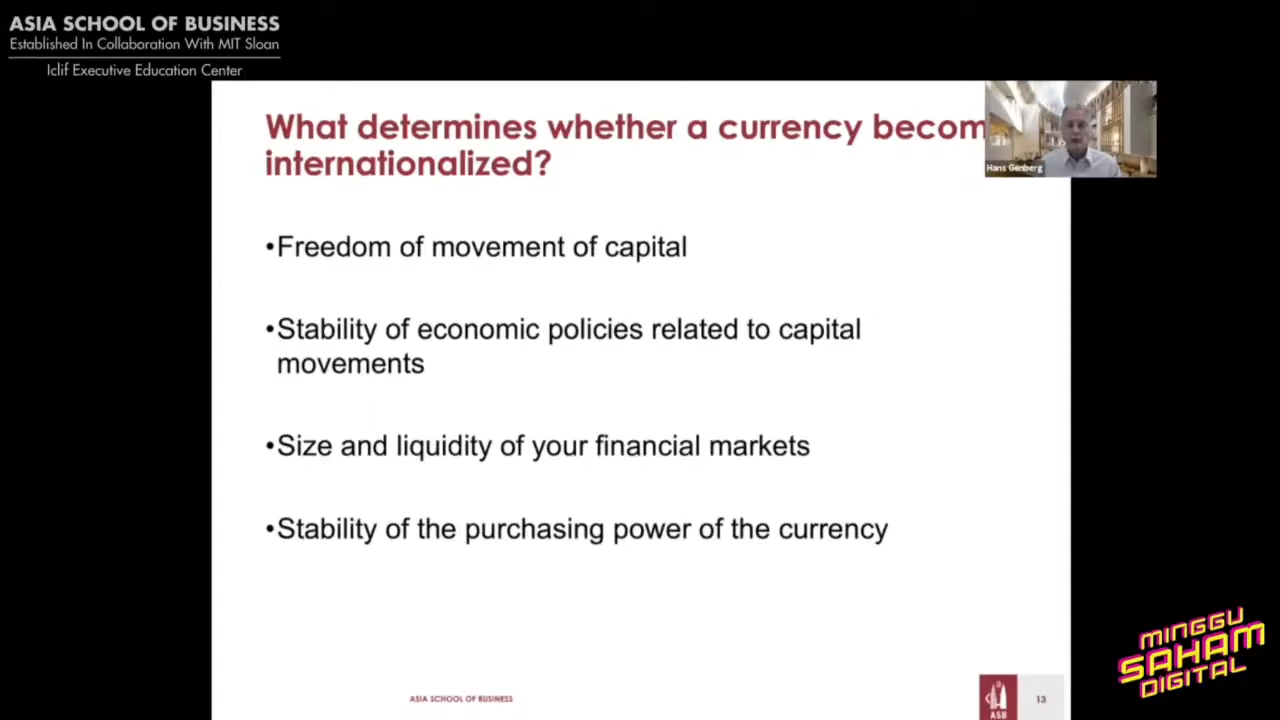 ASIA SCHOOL OF BUSINESS
Established In Collaboration With MIT Sloan
Iclif Executive Education Center
What determines whether a currency becom
internationalized?
Hans Genberg
•Freedom of movement of capital
•Stability of economic policies related to capital
movements
•Size and liquidity of your financial markets
•Stability of the purchasing power of the currency
ASIA SCHOOL OF BUSINESS
ASB
13
MINGGU
SAHAM
DIGITAL